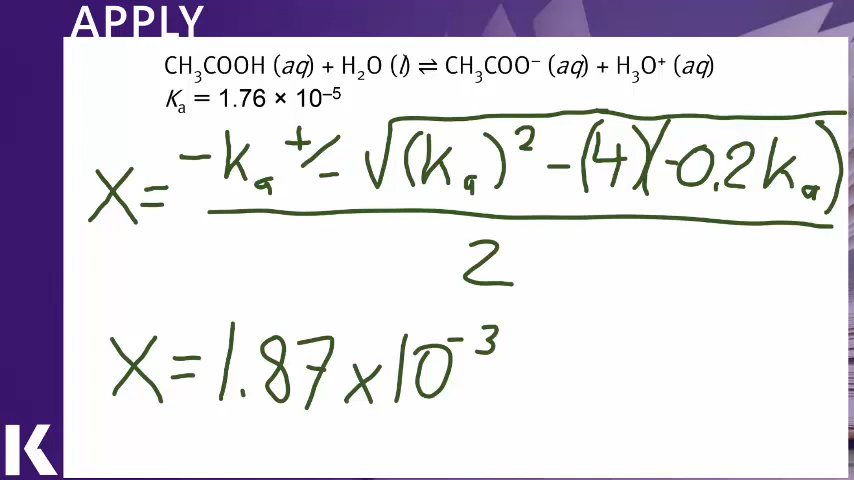 APPLY
CH₃COOH (aq) + H₂O (l) ⇌ CH₃COO⁻ (aq) + H₃O⁺ (aq)
Kₐ = 1.76 × 10⁻⁵
X = -Kₐ +/- √(Kₐ)² - (4)(-0.2Kₐ)
2
X = 1.87 x 10⁻³
K